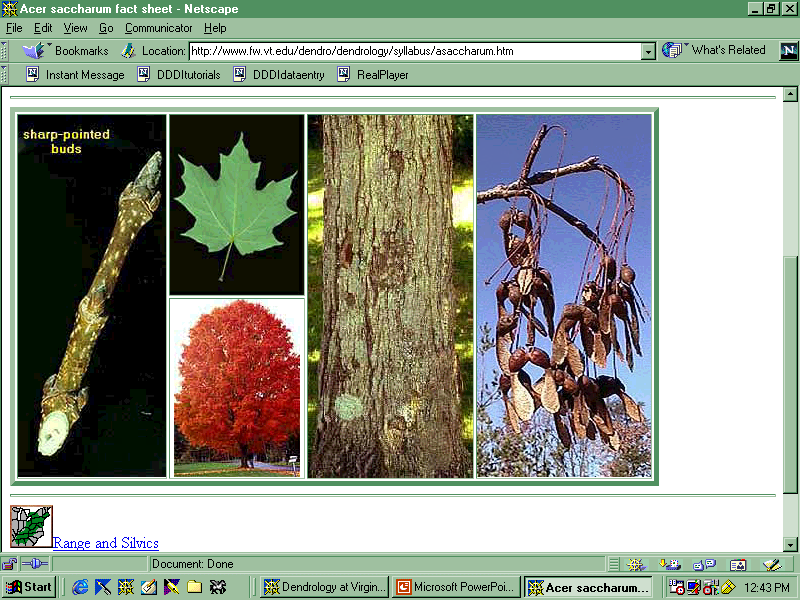 Acer saccharum fact sheet - Netscape
File Edit View Go Communicator Help
Bookmarks Location: http://www.fw.vt.edu/dendro/dendrology/syllabus/asaccharum.htm What's Related N
Instant Message DDDItutorials DDDIdataentry RealPlayer
sharp-pointed
buds
Range and Silvics
Document: Done
Start Dendrology at Virgin... Microsoft PowerPoi... Acer saccharum... 12:43 PM